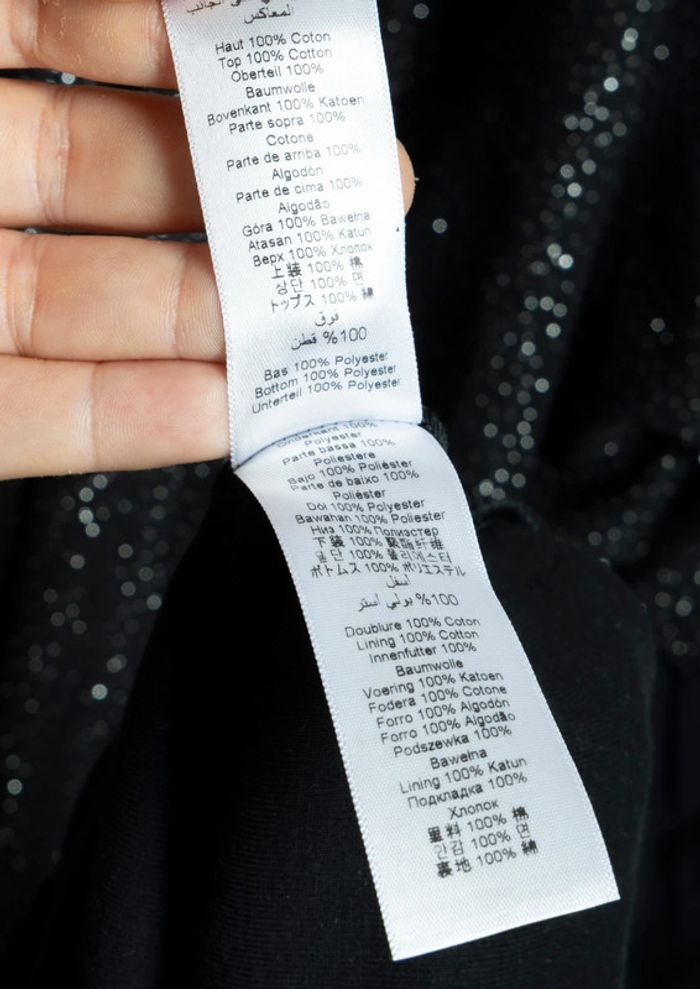 المعاكس
Haut 100% Coton
Top 100% Cotton
Oberteil 100%
Baumwolle
Bovenkant 100% Katoen
Parte sopra 100%
Cotone
Parte de arriba 100%
Algodón
Parte de cima 100%
Algodão
Góra 100% Bawełna
Atasan 100% Katun
Верх 100% Хлопок
上装 100% 棉
상단 100% 면
トップス 100% 綿
فوق
100% قطن
Bas 100% Polyester
Bottom 100% Polyester
Unterteil 100% Polyester
Onderkant 100%
Polyester
Parte bassa 100%
Poliestere
Bajo 100% Poliéster
Parte de baixo 100%
Poliéster
Dół 100% Polyester
Bawahan 100% Poliester
Низ 100% Полиэстер
下装 100% 聚酯纤维
밑단 100% 폴리에스터
ボトムス 100% ポリエステル
أسفل
100% بولي استر
Doublure 100% Coton
Lining 100% Cotton
Innenfutter 100%
Baumwolle
Voering 100% Katoen
Fodera 100% Cotone
Forro 100% Algodón
Forro 100% Algodão
Podszewka 100%
Bawełna
Lining 100% Katun
Подкладка 100%
Хлопок
里料 100% 棉
안감 100% 면
裏地 100% 綿